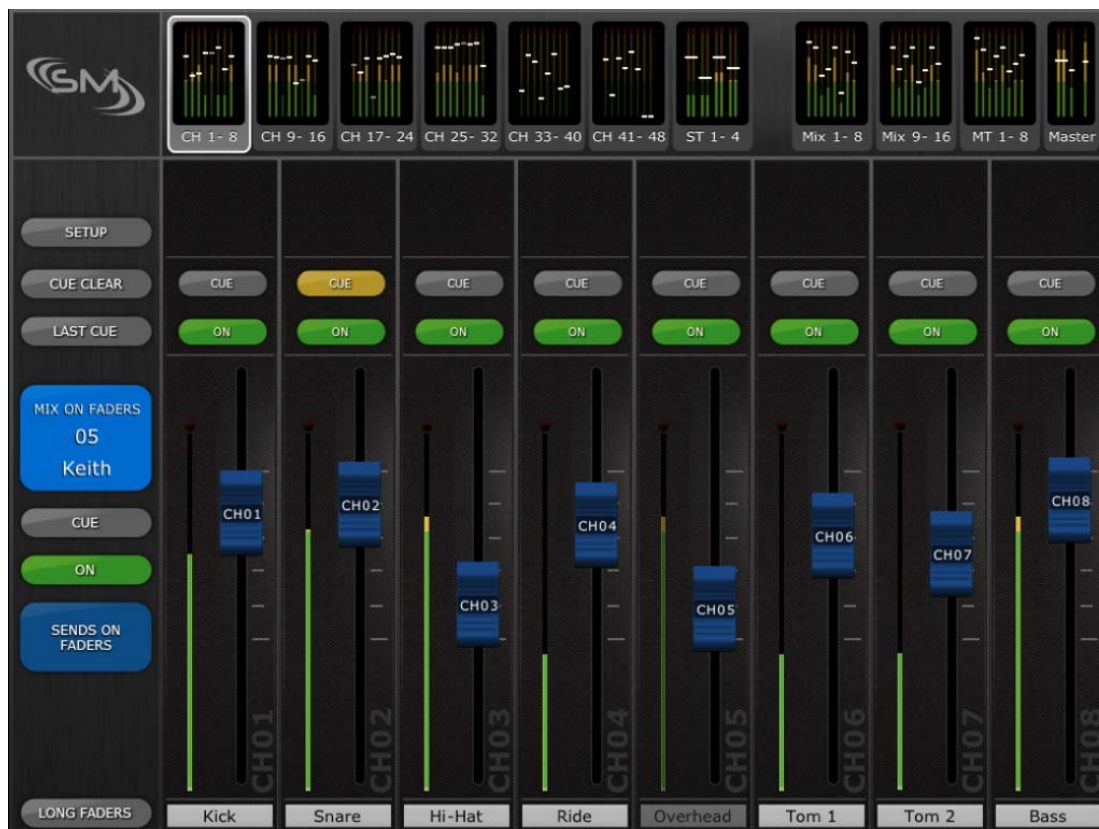 SM
CH 1- 8 CH 9- 16 CH 17- 24 CH 25- 32 CH 33- 40 CH 41- 48 ST 1- 4 Mix 1- 8 Mix 9- 16 MT 1- 8 Master
SETUP
CUE CLEAR CUE CUE CUE CUE CUE CUE CUE CUE
LAST CUE ON ON ON ON ON ON ON ON
MIX ON FADERS
05
Keith
CH01 CH02 CH03 CH04 CH05 CH06 CH07 CH08
CUE
ON
SENDS ON
FADERS
CH01 CH02 CH03 CH04 CH05 CH06 CH07 CH08
LONG FADERS Kick Snare Hi-Hat Ride Overhead Tom 1 Tom 2 Bass